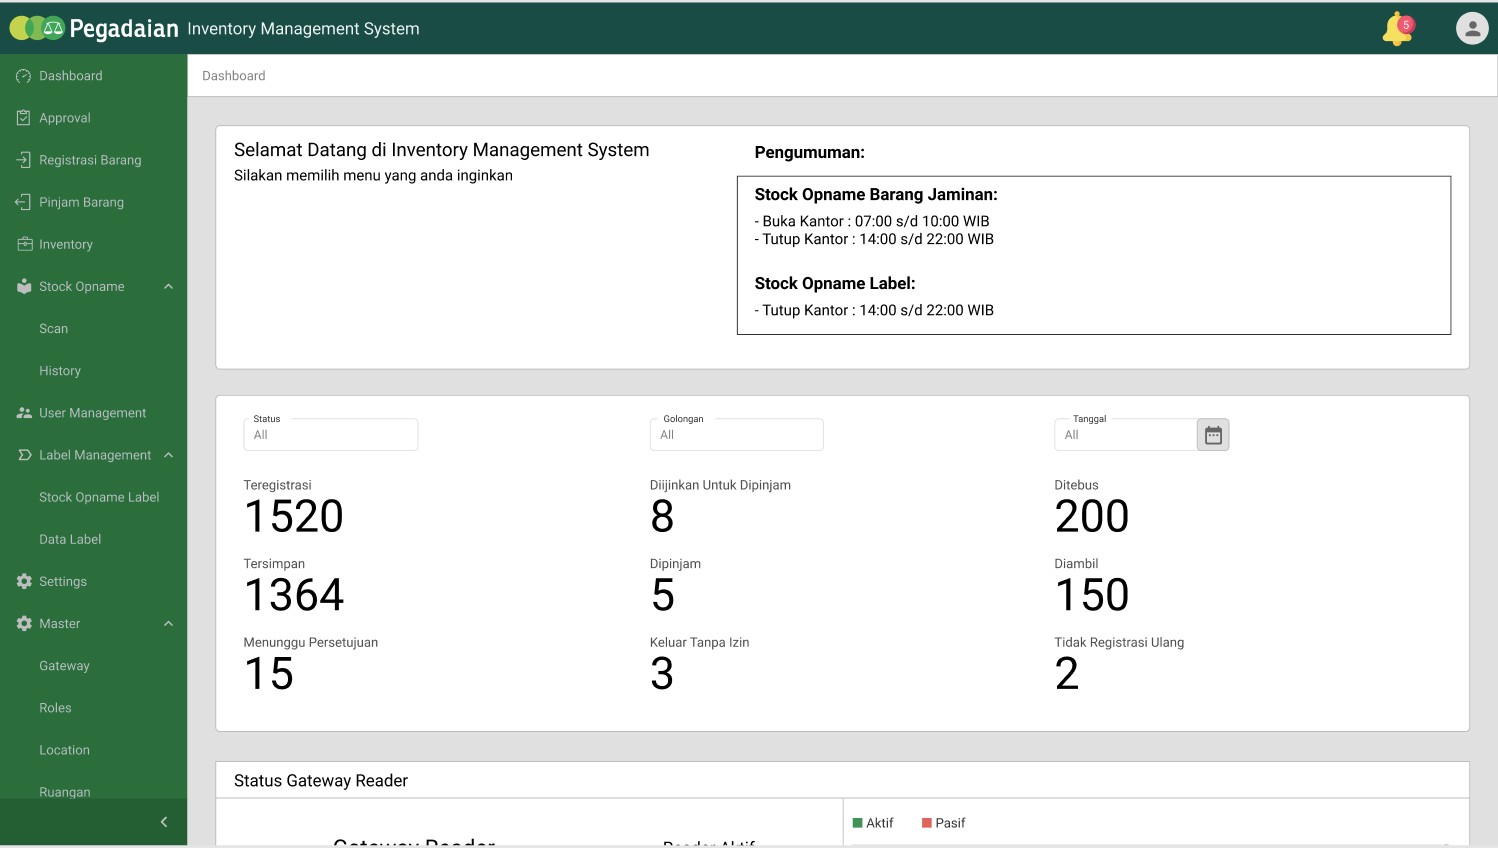 Pegadaian Inventory Management System
5
Dashboard
Approval
Registrasi Barang
Pinjam Barang
Inventory
Stock Opname
Scan
History
User Management
Label Management
Stock Opname Label
Data Label
Settings
Master
Gateway
Roles
Location
Ruangan
Dashboard
Selamat Datang di Inventory Management System
Silakan memilih menu yang anda inginkan
Pengumuman:
Stock Opname Barang Jaminan:
- Buka Kantor : 07:00 s/d 10:00 WIB
- Tutup Kantor : 14:00 s/d 22:00 WIB
Stock Opname Label:
- Tutup Kantor : 14:00 s/d 22:00 WIB
Status
All
Golongan
All
Tanggal
All
Teregistrasi
1520
Diijinkan Untuk Dipinjam
8
Ditebus
200
Tersimpan
1364
Dipinjam
5
Diambil
150
Menunggu Persetujuan
15
Keluar Tanpa Izin
3
Tidak Registrasi Ulang
2
Status Gateway Reader
Gateway Reader
Reader Aktif
Aktif
Pasif